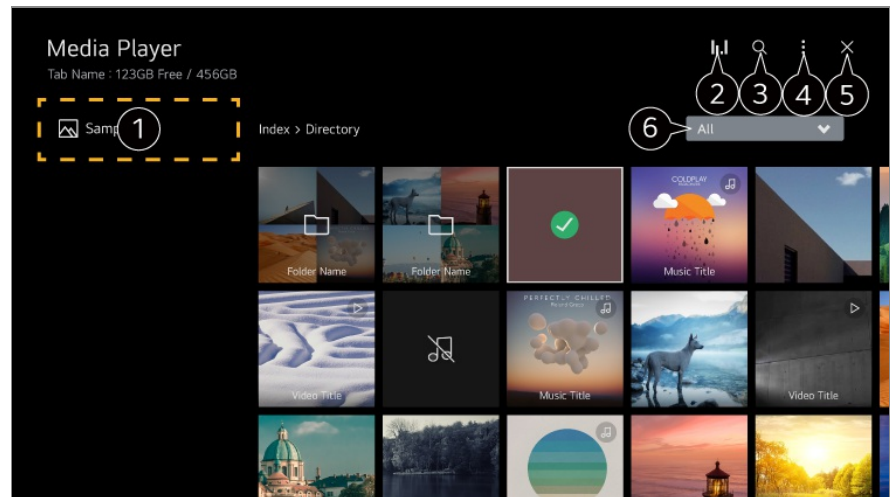 Media Player
Tab Name : 123GB Free / 456GB
2
3
4
5
Samp
1
Index > Directory
6
All
Folder Name
Folder Name
COLDPLAY
Music Title
Video Title
PERFECTLY CHILLED
Music Title
Video Title